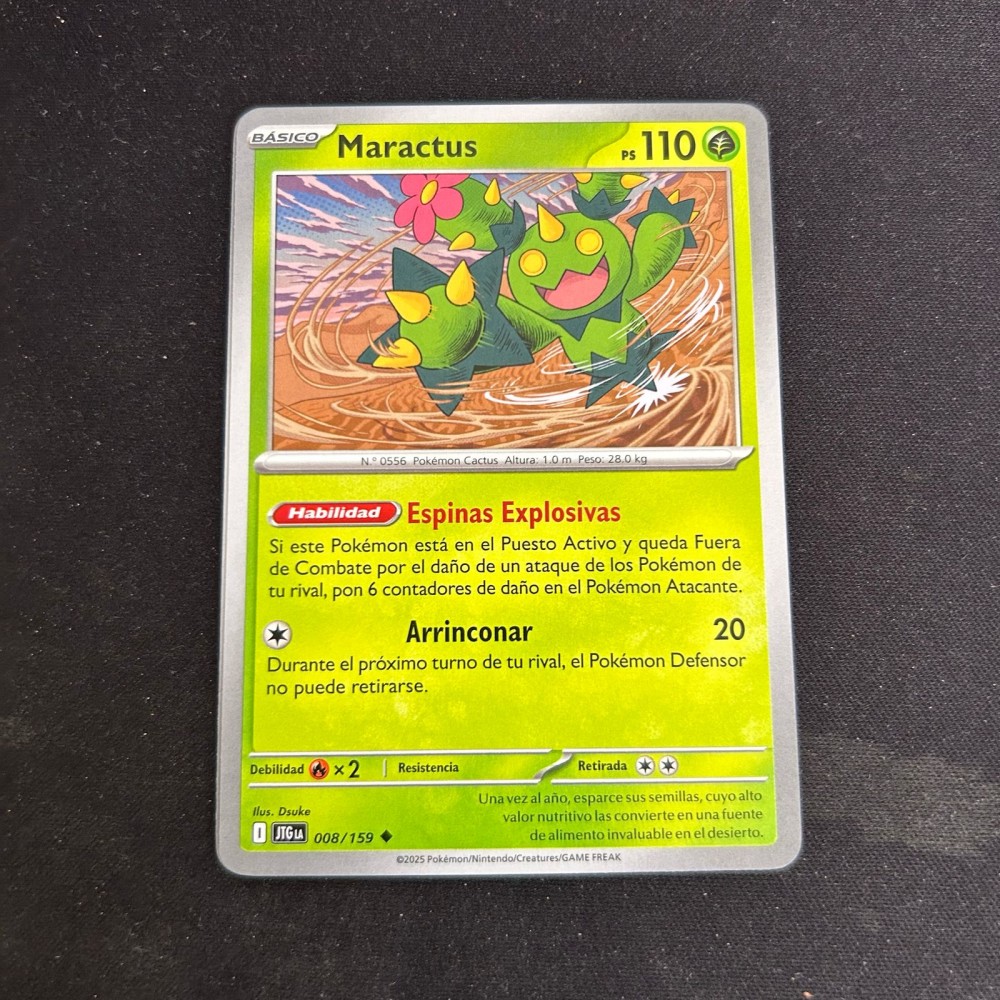 BÁSICO Maractus PS 110
N.º 0556 Pokémon Cactus Altura: 1.0 m Peso: 28.0 kg
Habilidad Espinas Explosivas
Si este Pokémon está en el Puesto Activo y queda Fuera
de Combate por el daño de un ataque de los Pokémon de
tu rival, pon 6 contadores de daño en el Pokémon Atacante.
Arrinconar 20
Durante el próximo turno de tu rival, el Pokémon Defensor
no puede retirarse.
Debilidad ×2 Resistencia Retirada
Ilus. Dsuke
Una vez al año, esparce sus semillas, cuyo alto
valor nutritivo las convierte en una fuente
de alimento invaluable en el desierto.
I JTG LA 008/159
©2025 Pokémon/Nintendo/Creatures/GAME FREAK